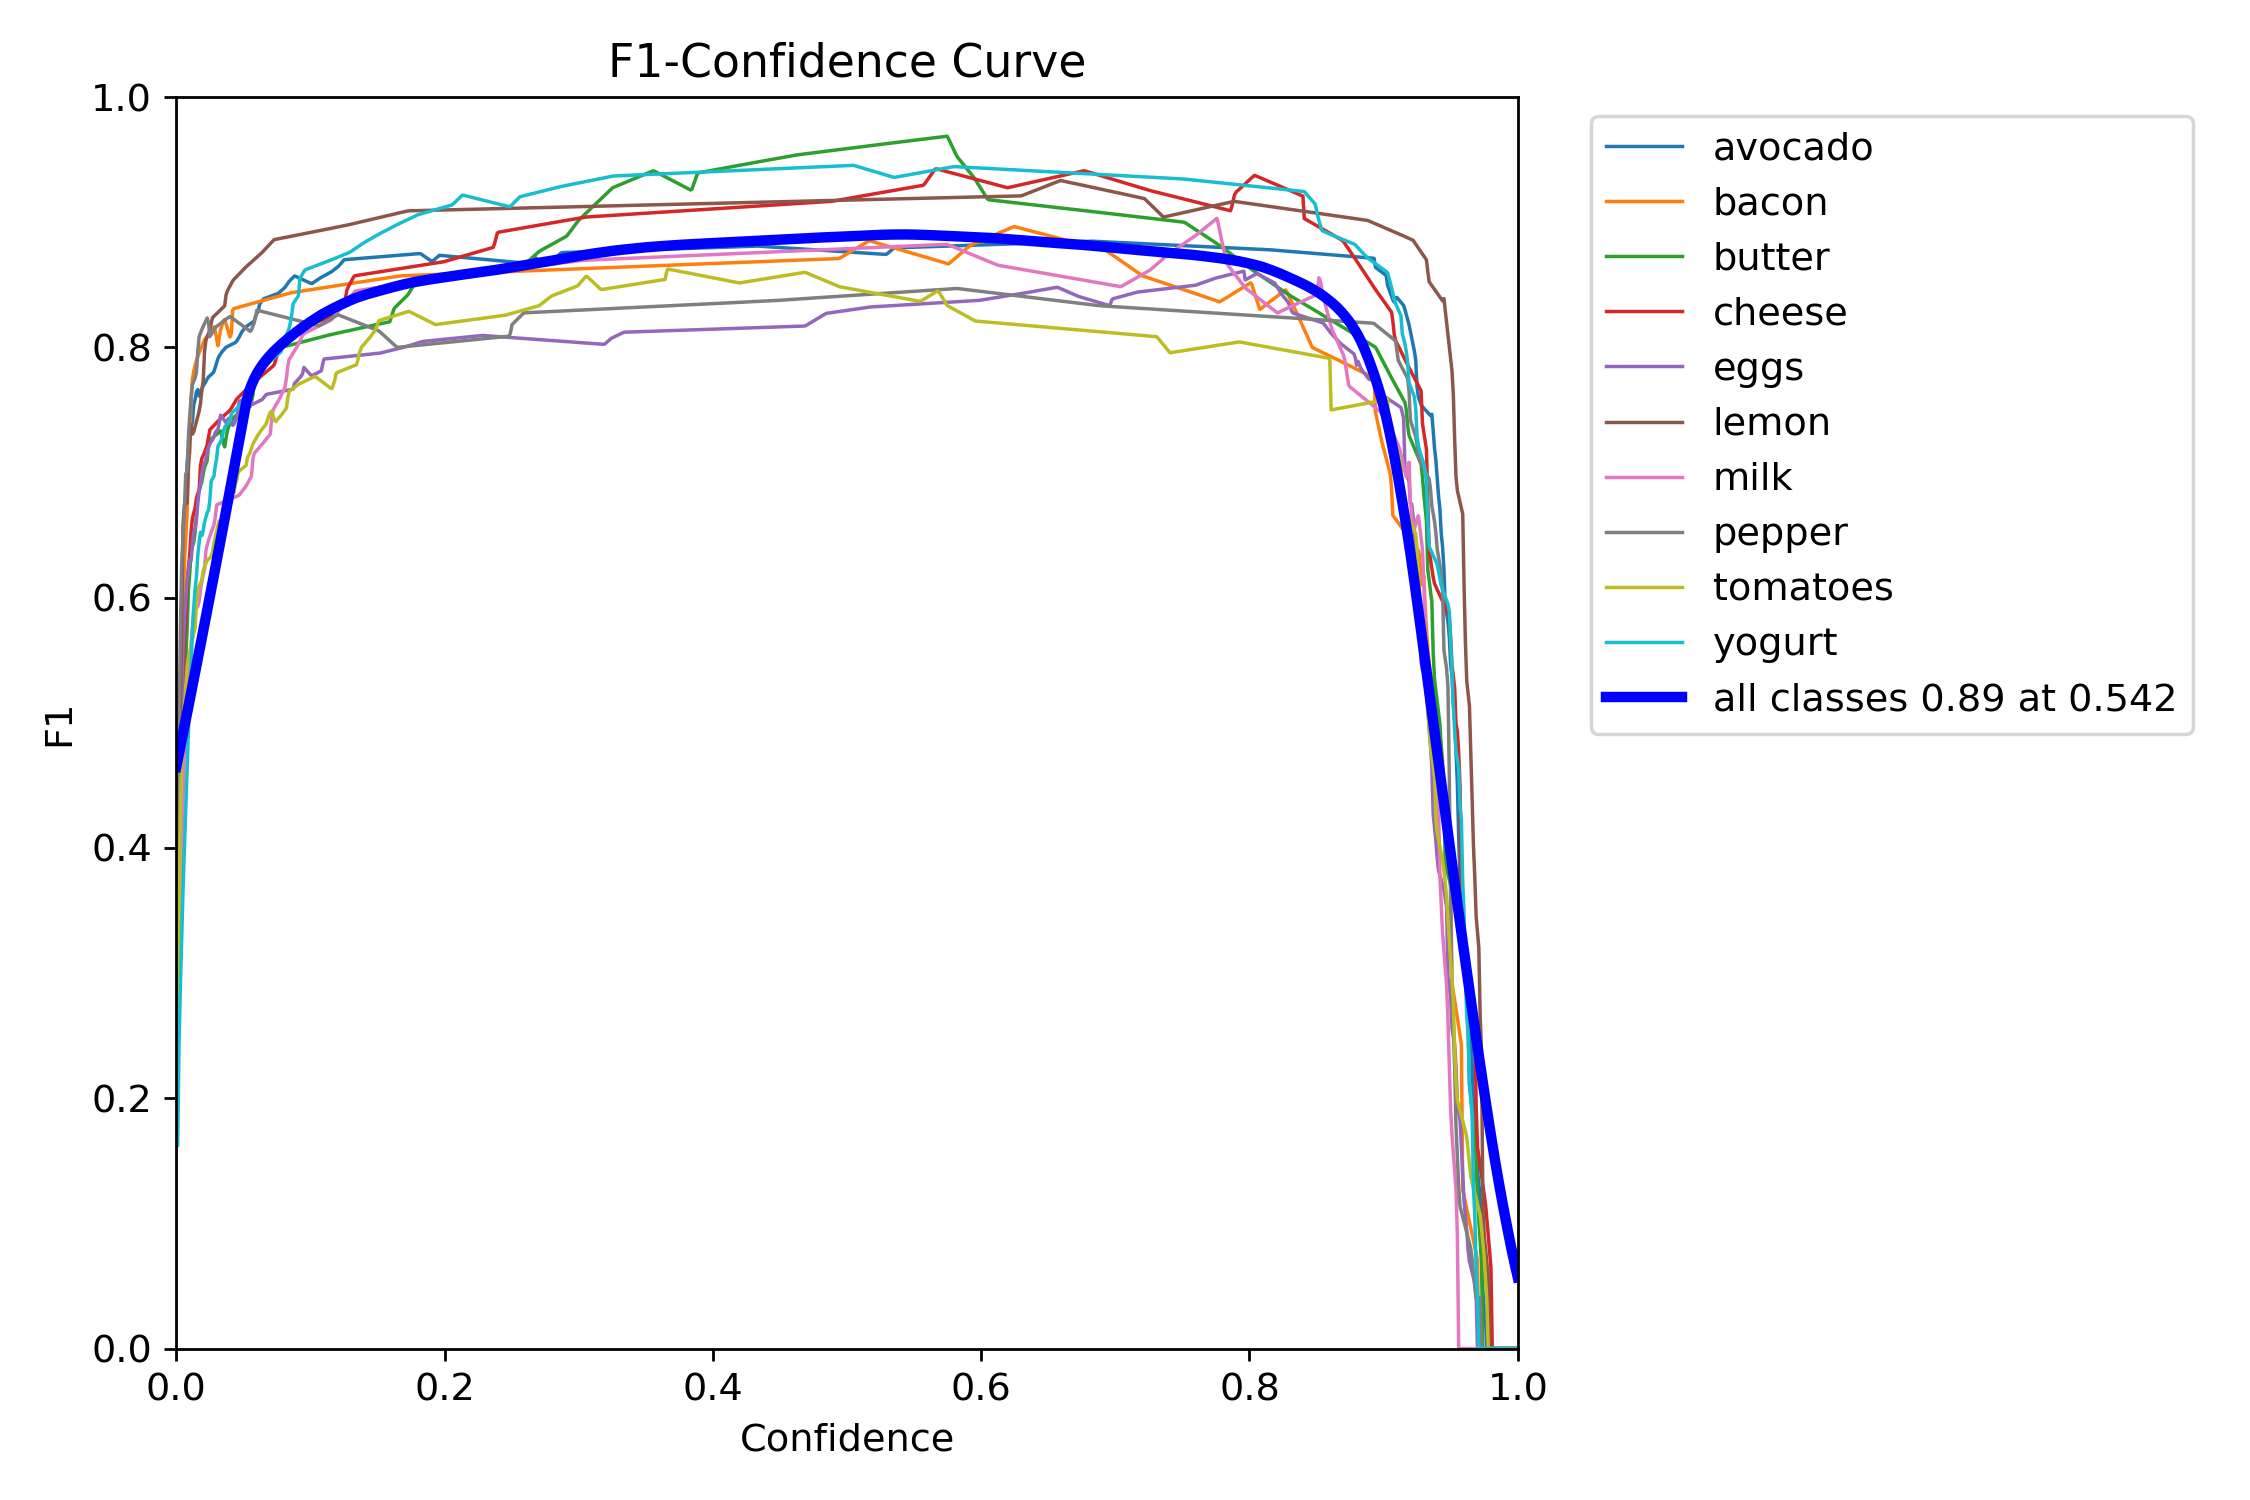 F1-Confidence Curve
1.0
0.8
0.6
0.4
0.2
0.0
F1
0.0 0.2 0.4 0.6 0.8 1.0
Confidence
avocado
bacon
butter
cheese
eggs
lemon
milk
pepper
tomatoes
yogurt
all classes 0.89 at 0.542